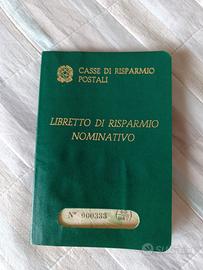 CASSE DI RISPARMIO
POSTALI
LIBRETTO DI RISPARMIO
NOMINATIVO
N° 000333